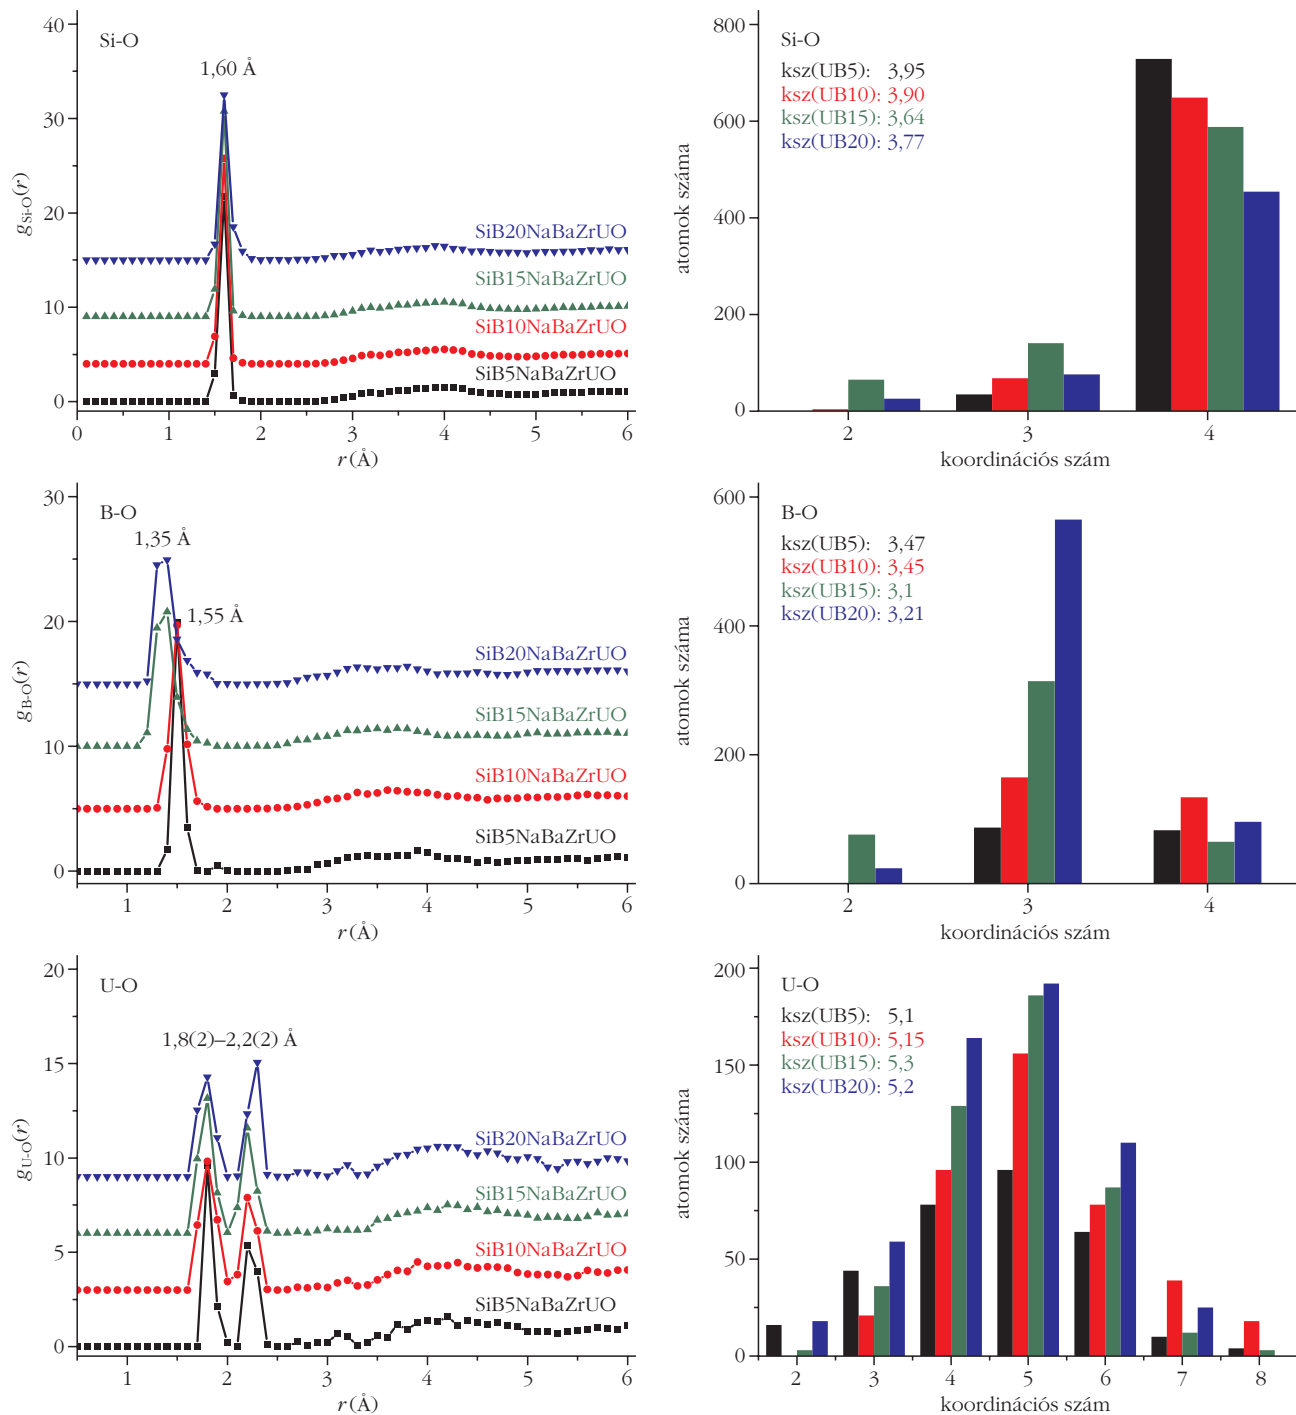 40
30
20
10
0
g Si-O(r)
Si-O
1,60 Å
SiB20NaBaZrUO
SiB15NaBaZrUO
SiB10NaBaZrUO
SiB5NaBaZrUO
0 1 2 3 4 5 6
r (Å)
800
600
400
200
0
atomok száma
Si-O
ksz(UB5): 3,95
ksz(UB10): 3,90
ksz(UB15): 3,64
ksz(UB20): 3,77
2 3 4
koordinációs szám
30
20
10
0
g B-O(r)
B-O
1,35 Å
1,55 Å
SiB20NaBaZrUO
SiB15NaBaZrUO
SiB10NaBaZrUO
SiB5NaBaZrUO
1 2 3 4 5 6
r (Å)
600
400
200
0
atomok száma
B-O
ksz(UB5): 3,47
ksz(UB10): 3,45
ksz(UB15): 3,1
ksz(UB20): 3,21
2 3 4
koordinációs szám
20
15
10
5
0
g U-O(r)
U-O
1,8(2)–2,2(2) Å
SiB20NaBaZrUO
SiB15NaBaZrUO
SiB10NaBaZrUO
SiB5NaBaZrUO
1 2 3 4 5 6
r (Å)
200
150
100
50
0
atomok száma
U-O
ksz(UB5): 5,1
ksz(UB10): 5,15
ksz(UB15): 5,3
ksz(UB20): 5,2
2 3 4 5 6 7 8
koordinációs szám